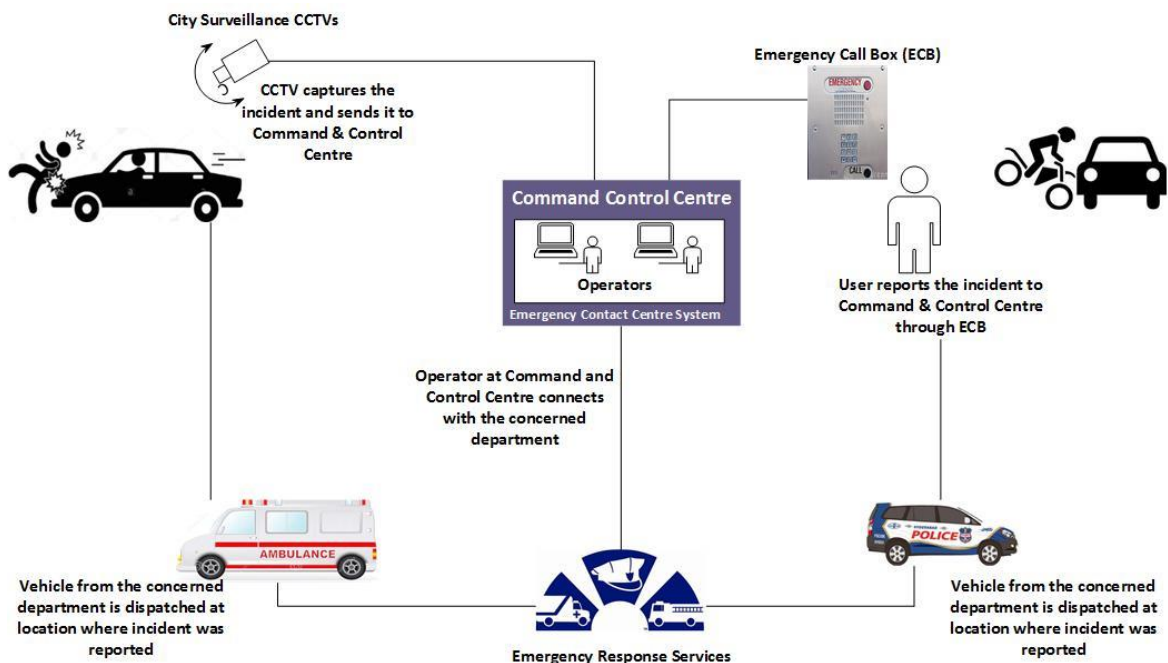 City Surveillance CCTVs
CCTV captures the
incident and sends it to
Command & Control
Centre
Emergency Call Box (ECB)
EMERGENCY
CALL
Command Control Centre
Operators
Emergency Contact Centre System
User reports the incident to
Command & Control Centre
through ECB
Operator at Command and
Control Centre connects
with the concerned
department
AMBULANCE
POLICE
Vehicle from the concerned
department is dispatched at
location where incident was
reported
Vehicle from the concerned
department is dispatched at
location where incident was
reported
Emergency Response Services